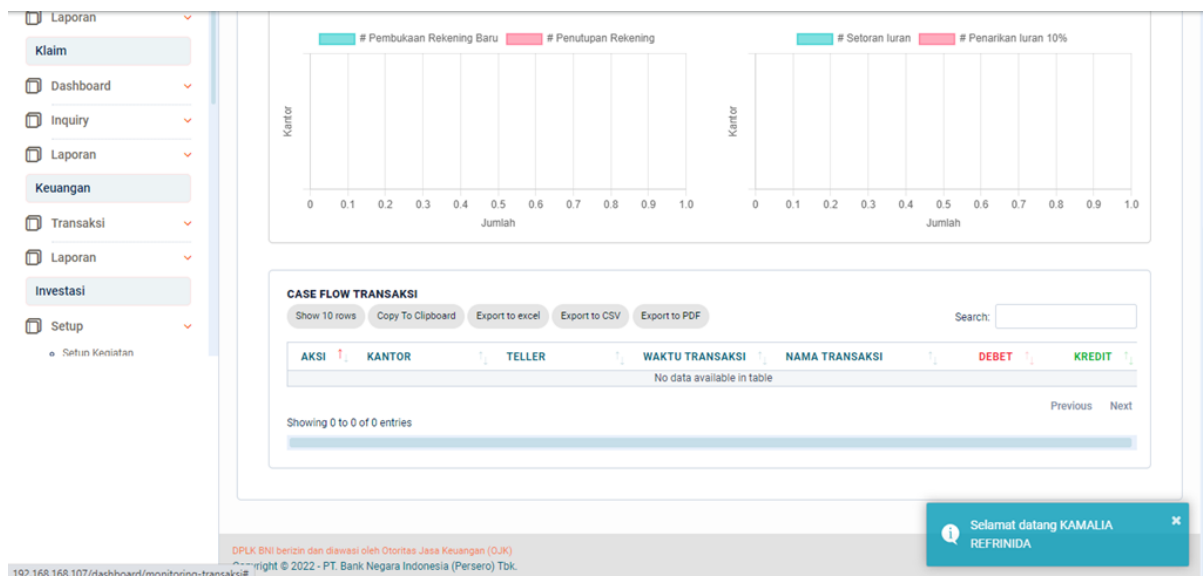 Laporan
Klaim
Dashboard
Inquiry
Laporan
Keuangan
Transaksi
Laporan
Investasi
Setup
Setup Kegiatan
# Pembukaan Rekening Baru # Penutupan Rekening
Kantor
0 0.1 0.2 0.3 0.4 0.5 0.6 0.7 0.8 0.9 1.0
Jumlah
# Setoran Iuran # Penarikan Iuran 10%
Kantor
0 0.1 0.2 0.3 0.4 0.5 0.6 0.7 0.8 0.9 1.0
Jumlah
CASE FLOW TRANSAKSI
Show 10 rows Copy To Clipboard Export to excel Export to CSV Export to PDF Search:
AKSI KANTOR TELLER WAKTU TRANSAKSI NAMA TRANSAKSI DEBET KREDIT
No data available in table
Previous Next
Showing 0 to 0 of 0 entries
Selamat datang KAMALIA
REFRINIDA
DPLK BNI berizin dan diawasi oleh Otoritas Jasa Keuangan (OJK)
Copyright © 2022 - PT. Bank Negara Indonesia (Persero) Tbk.
192.168.168.107/dashboard/monitoring-transaksi#